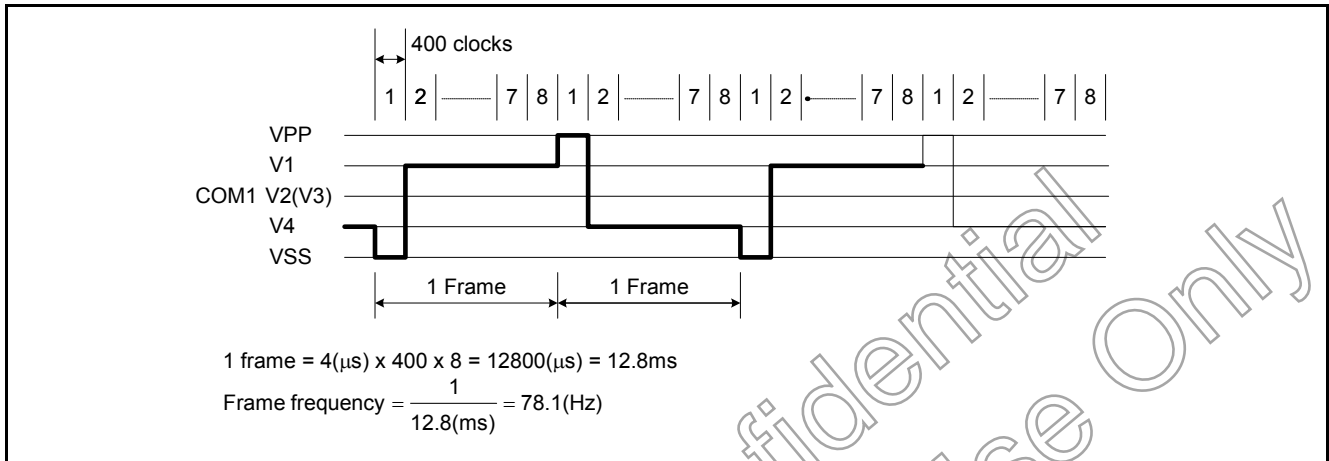 400 clocks
1 2 7 8 1 2 7 8 1 2 7 8 1 2 7 8
VPP
V1
COM1 V2(V3)
V4
VSS
1 Frame 1 Frame
1 frame = 4(μs) x 400 x 8 = 12800(μs) = 12.8ms
Frame frequency = 1 / 12.8(ms) = 78.1(Hz)
Only